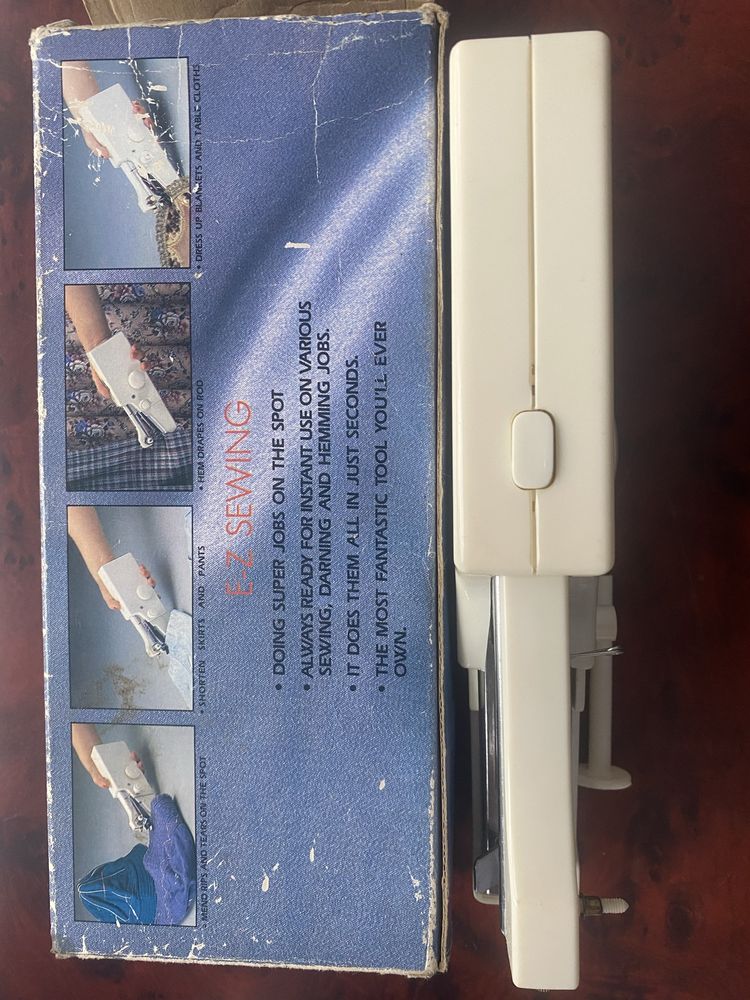 • MEND RIPS AND TEARS ON THE SPOT
• SHORTEN SKIRTS AND PANTS
• HEM DRAPES ON ROD
• DRESS UP BLANKETS AND TABLE-CLOTHS
E-Z SEWING
• DOING SUPER JOBS ON THE SPOT
• ALWAYS READY FOR INSTANT USE ON VARIOUS
SEWING, DARNING AND HEMMING JOBS.
• IT DOES THEM ALL IN JUST SECONDS.
• THE MOST FANTASTIC TOOL YOU'LL EVER
OWN.